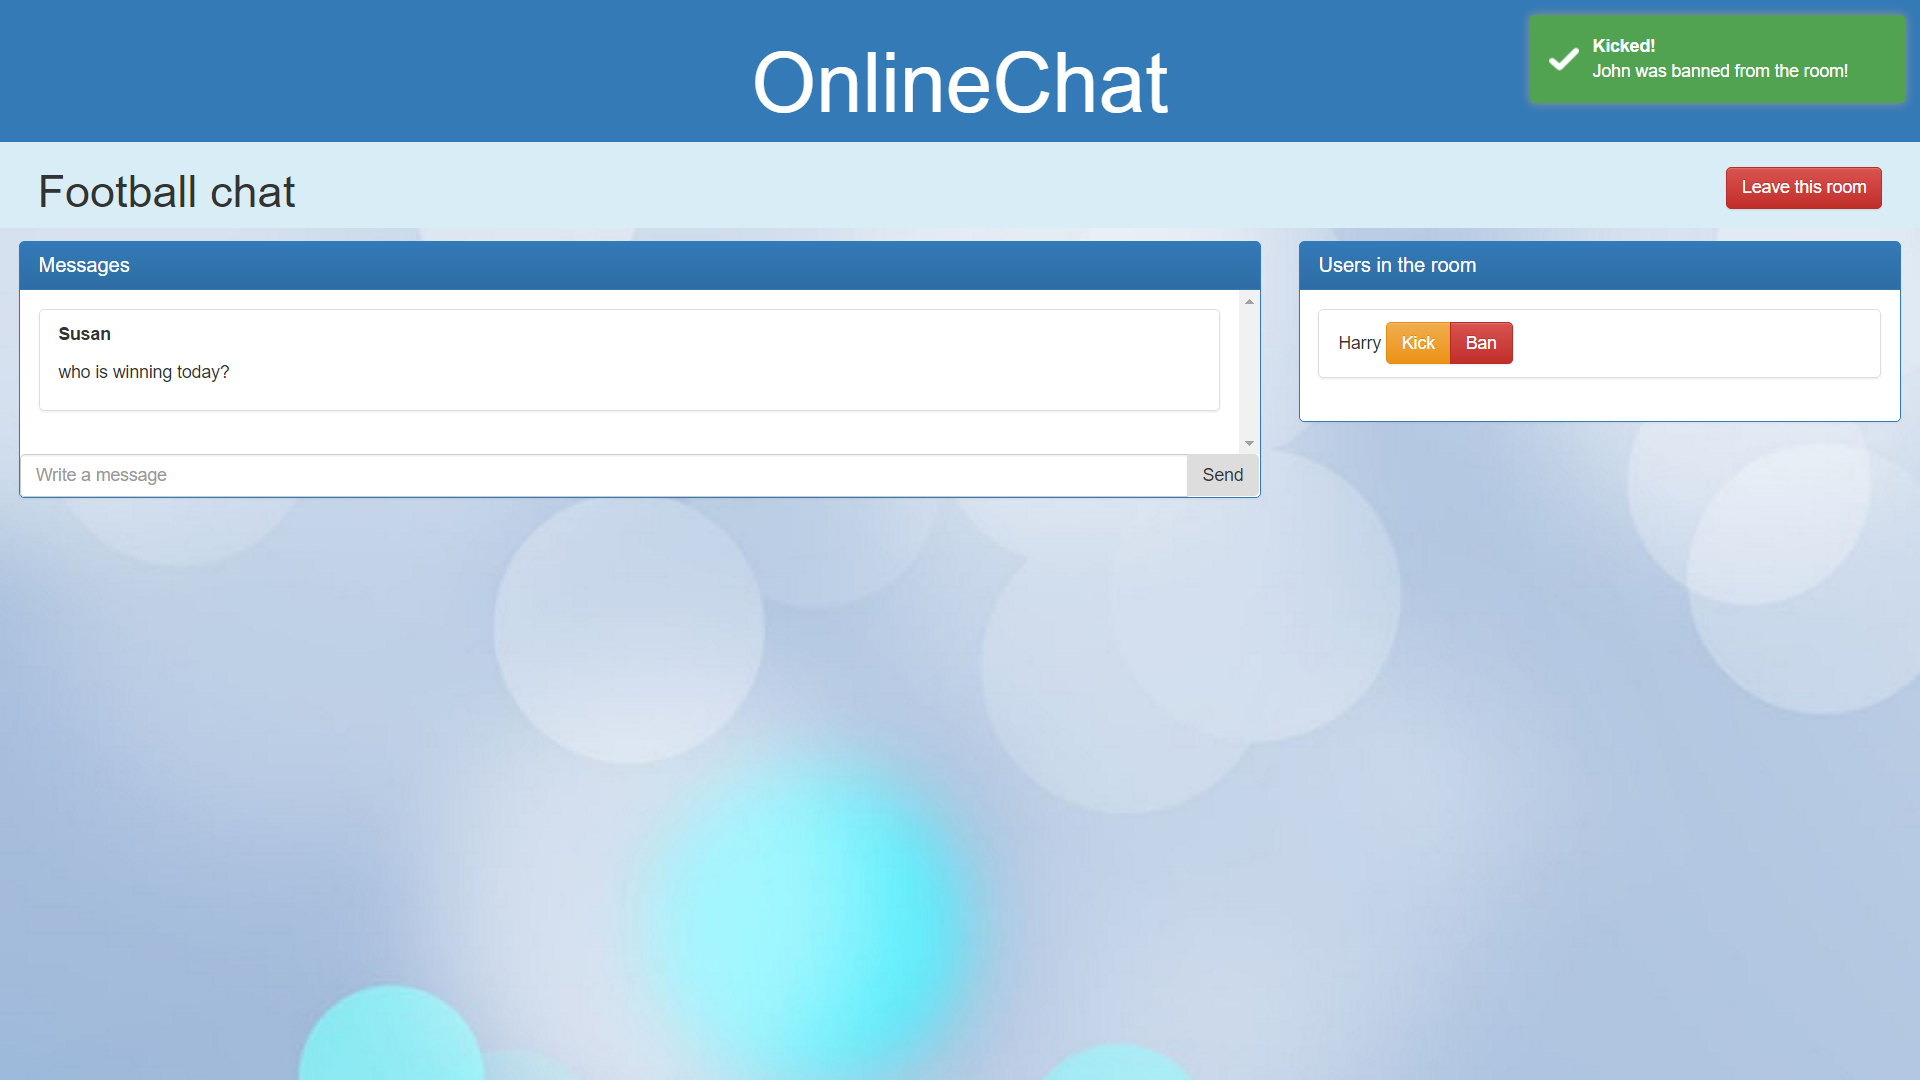 OnlineChat
Kicked!
John was banned from the room!
Football chat
Leave this room
Messages
Susan
who is winning today?
Write a message
Send
Users in the room
Harry Kick Ban